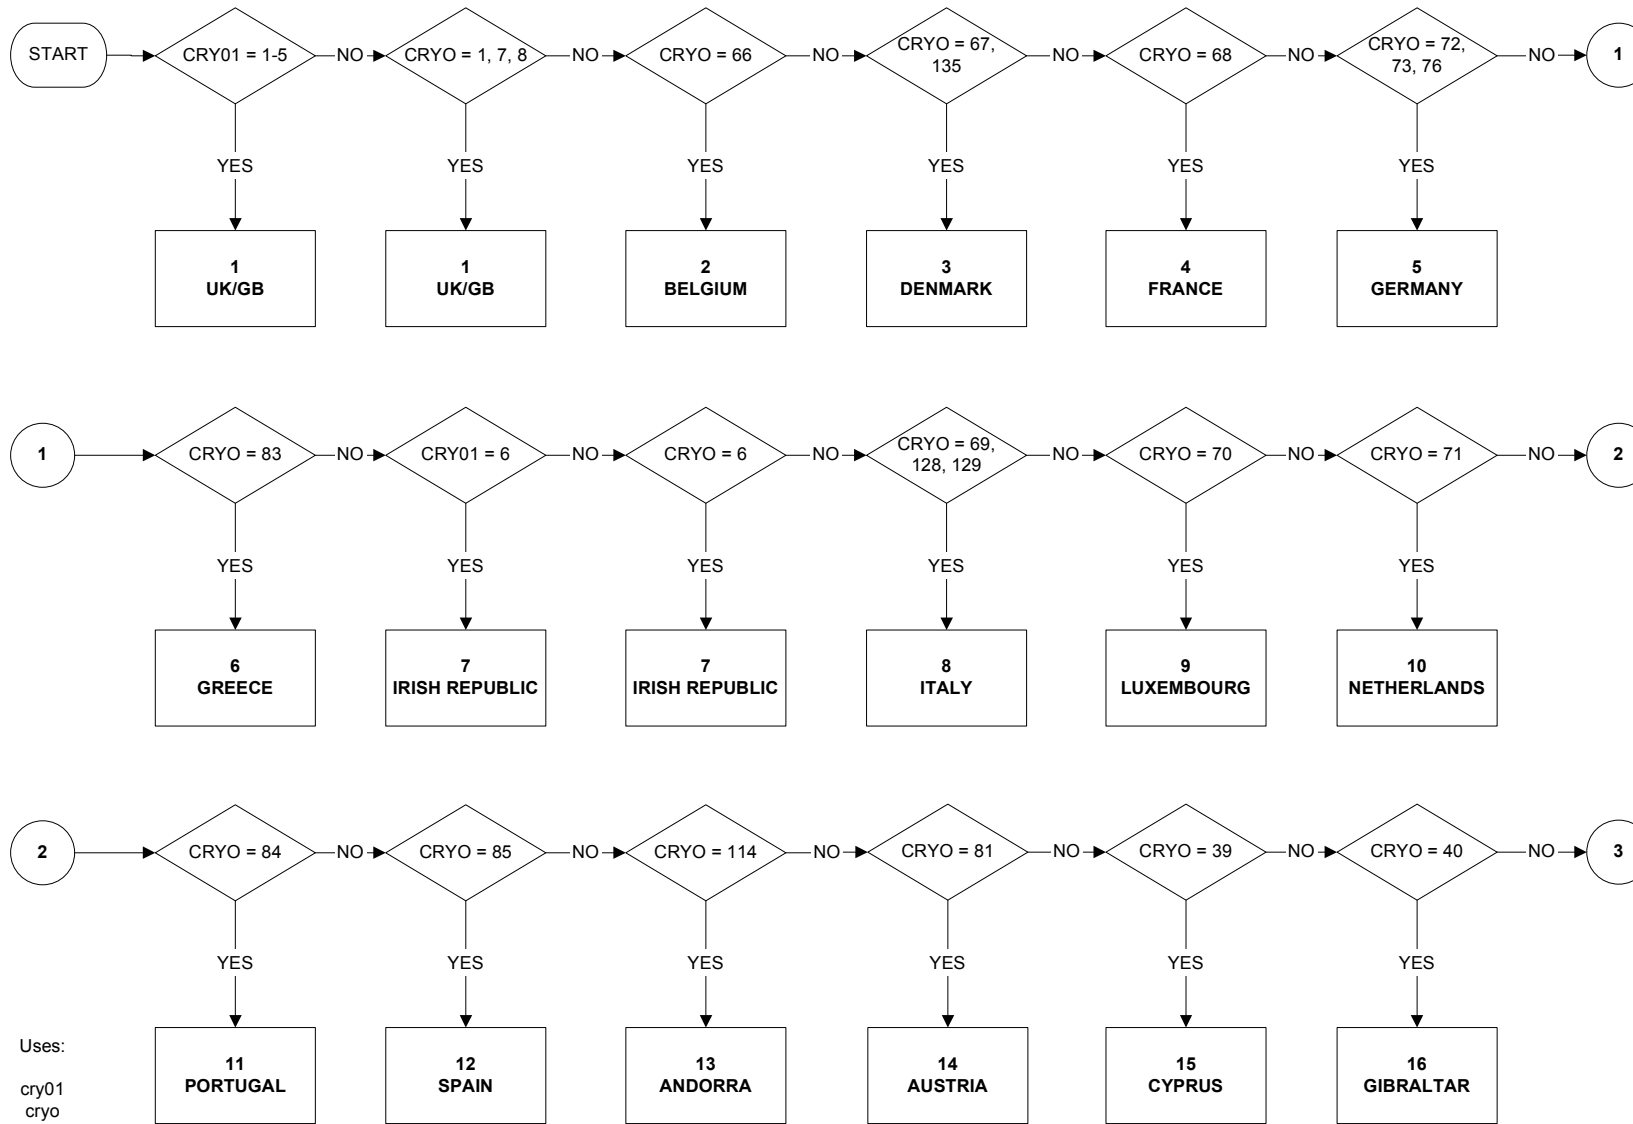 START
CRY01 = 1-5
NO
CRYO = 1, 7, 8
NO
CRYO = 66
NO
CRYO = 67,
135
NO
CRYO = 68
NO
CRYO = 72,
73, 76
NO
1
YES
YES
YES
YES
YES
YES
1
UK/GB
1
UK/GB
2
BELGIUM
3
DENMARK
4
FRANCE
5
GERMANY
1
CRYO = 83
NO
CRY01 = 6
NO
CRYO = 6
NO
CRYO = 69,
128, 129
NO
CRYO = 70
NO
CRYO = 71
NO
2
YES
YES
YES
YES
YES
YES
6
GREECE
7
IRISH REPUBLIC
7
IRISH REPUBLIC
8
ITALY
9
LUXEMBOURG
10
NETHERLANDS
2
CRYO = 84
NO
CRYO = 85
NO
CRYO = 114
NO
CRYO = 81
NO
CRYO = 39
NO
CRYO = 40
NO
3
YES
YES
YES
YES
YES
YES
11
PORTUGAL
12
SPAIN
13
ANDORRA
14
AUSTRIA
15
CYPRUS
16
GIBRALTAR
Uses:
cry01
cryo